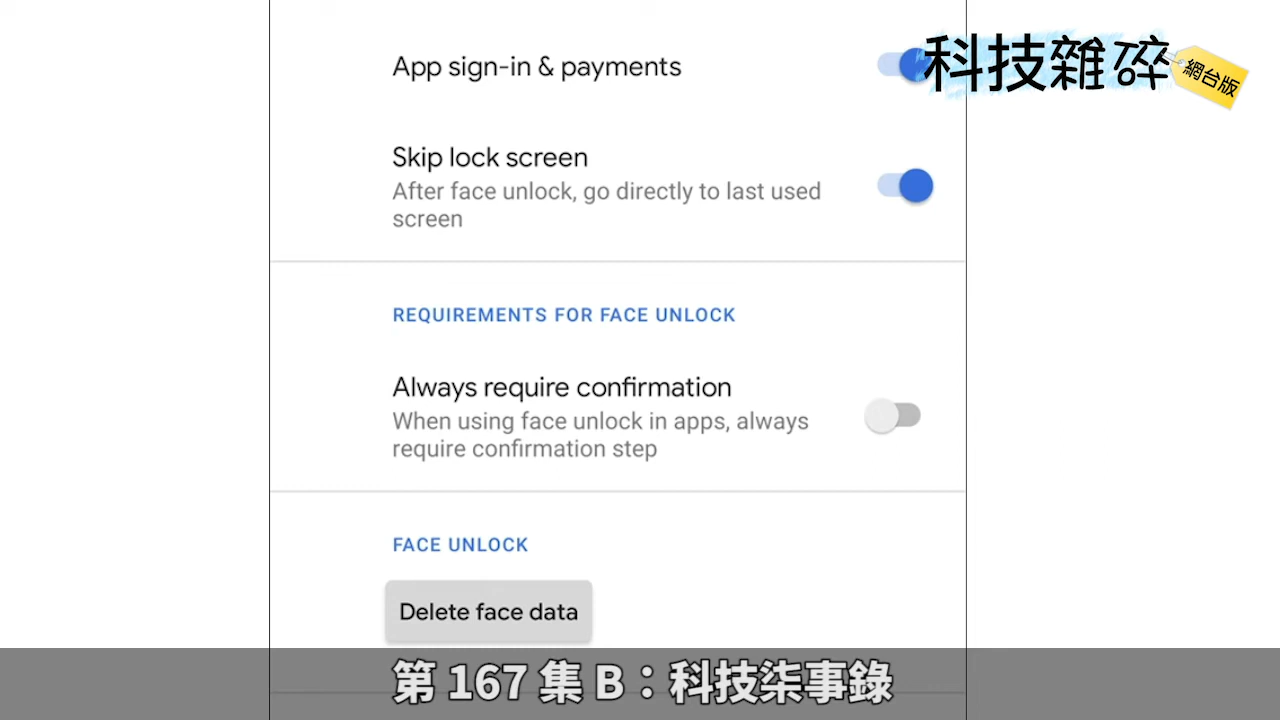 App sign-in & payments
科技雜碎
網台版
Skip lock screen
After face unlock, go directly to last used
screen
REQUIREMENTS FOR FACE UNLOCK
Always require confirmation
When using face unlock in apps, always
require confirmation step
FACE UNLOCK
Delete face data
第 167 集 B：科技柒事錄